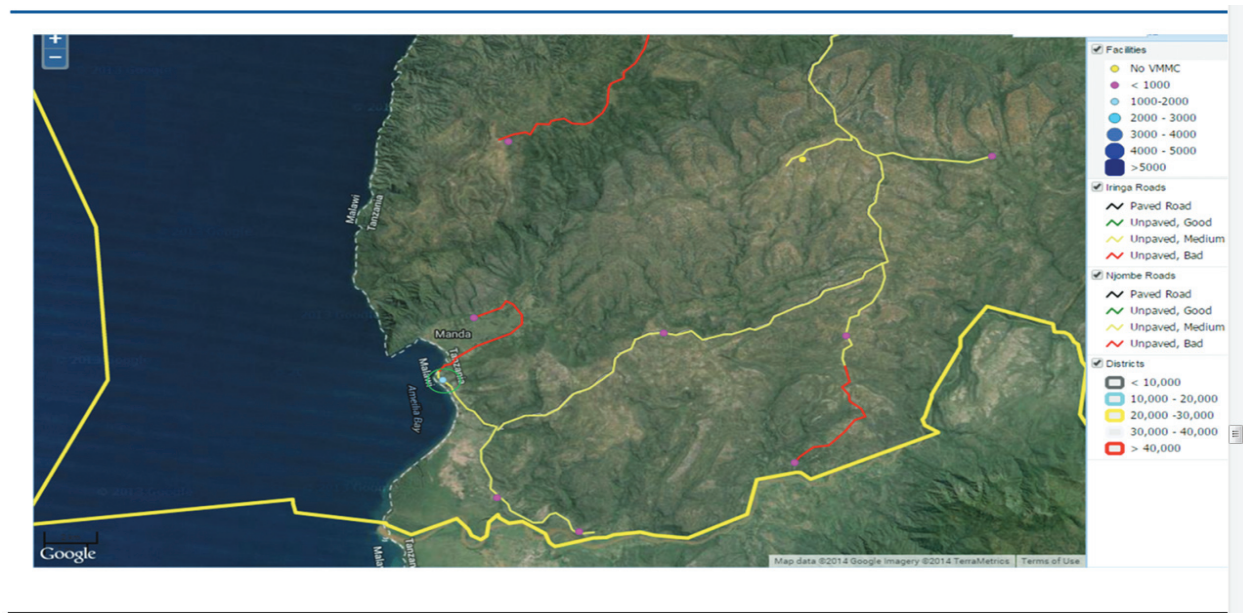 +
−
Malawi
Tanzania
Manda
Malawi
Tanzania
Ameiha Bay
Google
Malawi
Tanzan
Map data ©2014 Google Imagery ©2014 TerraMetrics
Terms of Use
Facilities
No VMMC
< 1000
1000-2000
2000 - 3000
3000 - 4000
4000 - 5000
>5000
Iringa Roads
Paved Road
Unpaved, Good
Unpaved, Medium
Unpaved, Bad
Njombe Roads
Paved Road
Unpaved, Good
Unpaved, Medium
Unpaved, Bad
Districts
< 10,000
10,000 - 20,000
20,000 -30,000
30,000 - 40,000
> 40,000